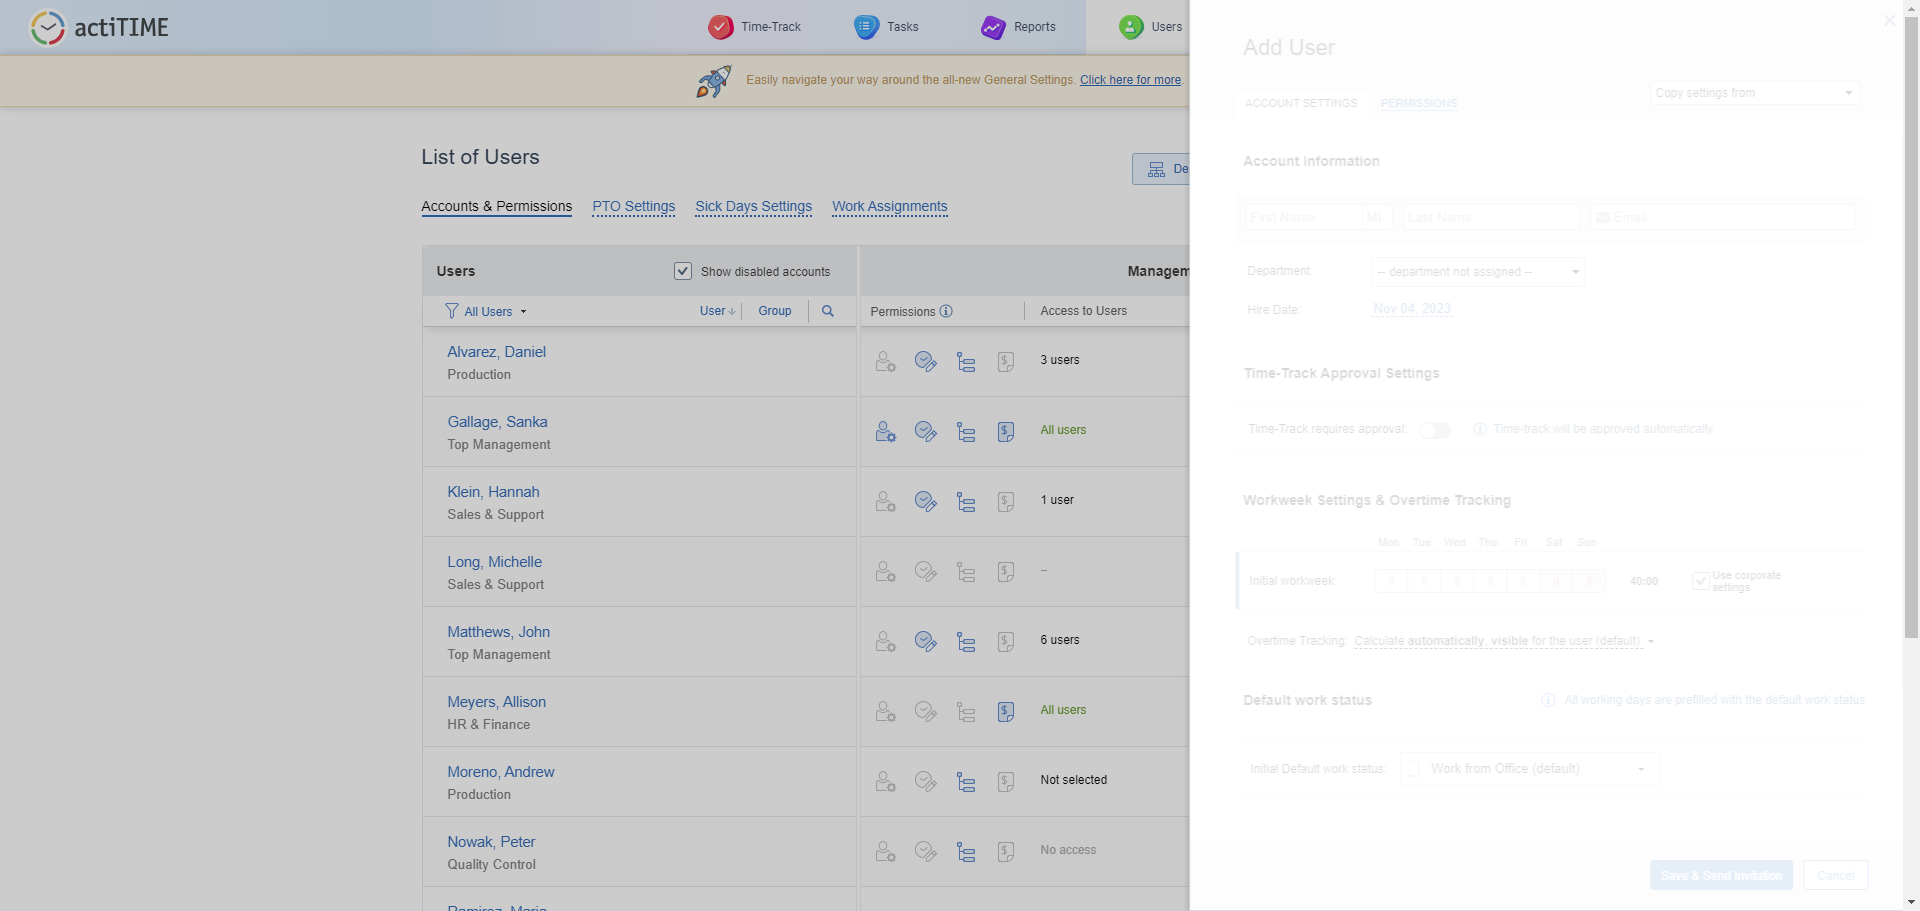 actiTIME
Time-Track
Tasks
Reports
Users
Easily navigate your way around the all-new General Settings. Click here for more.
List of Users
De
Accounts & Permissions
PTO Settings
Sick Days Settings
Work Assignments
Users
Show disabled accounts
Managem
All Users
User
Group
Permissions
Access to Users
Alvarez, Daniel
Production
3 users
Gallage, Sanka
Top Management
All users
Klein, Hannah
Sales & Support
1 user
Long, Michelle
Sales & Support
–
Matthews, John
Top Management
6 users
Meyers, Allison
HR & Finance
All users
Moreno, Andrew
Production
Not selected
Nowak, Peter
Quality Control
No access
Ramirez, Maria
Add User
ACCOUNT SETTINGS
PERMISSIONS
Copy settings from
Account Information
First Name
MI
Last Name
Email
Department:
-- department not assigned --
Hire Date:
Nov 04, 2023
Time-Track Approval Settings
Time-Track requires approval:
Time-track will be approved automatically
Workweek Settings & Overtime Tracking
Mon Tue Wed Thu Fri Sat Sun
Initial workweek:
8 8 8 8 8 0 0
40:00
Use corporate
settings
Overtime Tracking:
Calculate automatically, visible for the user (default)
Default work status
All working days are prefilled with the default work status
Initial Default work status:
Work from Office (default)
Save & Send Invitation
Cancel